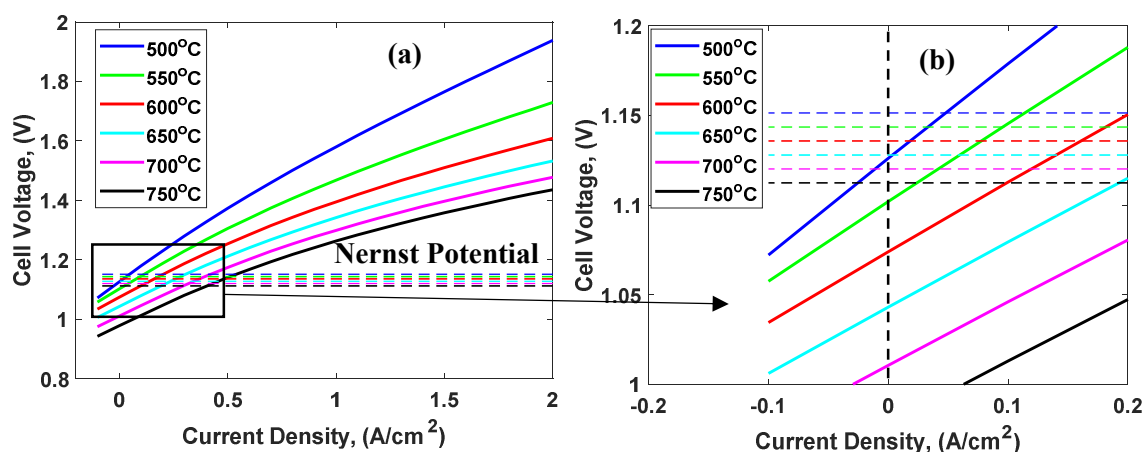 (a)
2
1.8
1.6
1.4
1.2
1
0.8
Cell Voltage, (V)
500°C
550°C
600°C
650°C
700°C
750°C
Nernst Potential
0
0.5
1
1.5
2
Current Density, (A/cm²)
(b)
1.2
1.15
1.1
1.05
1
Cell Voltage, (V)
500°C
550°C
600°C
650°C
700°C
750°C
-0.2
-0.1
0
0.1
0.2
Current Density, (A/cm²)